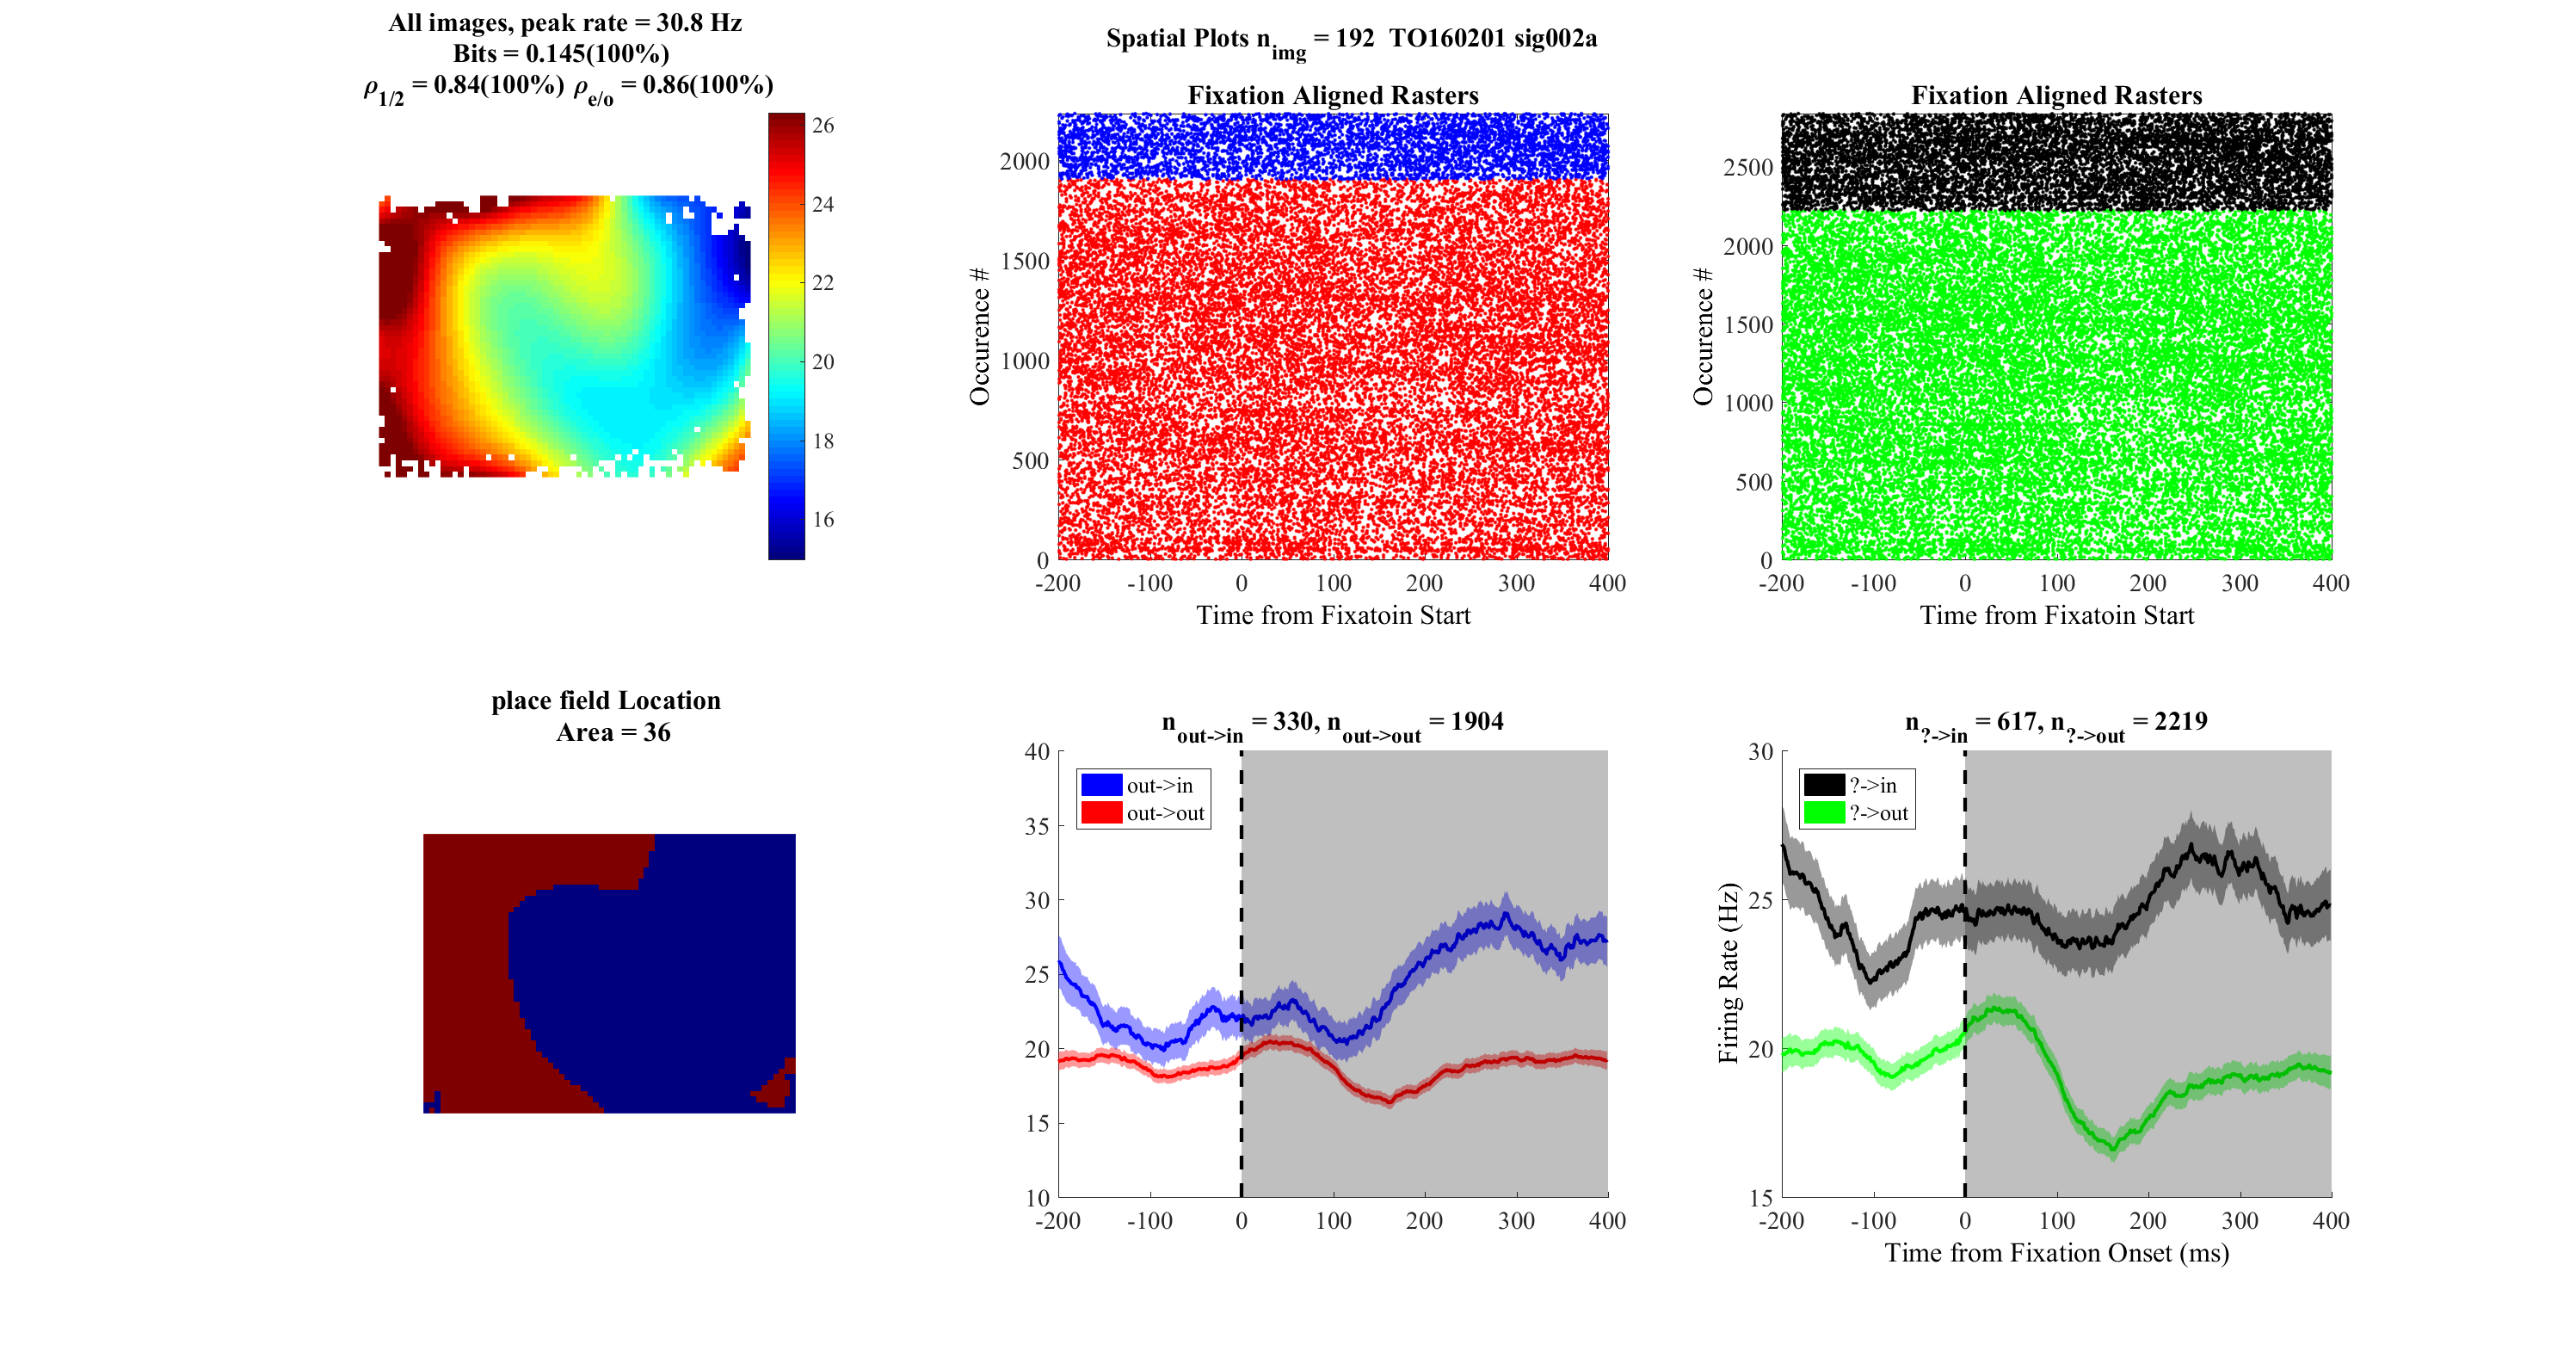 All images, peak rate = 30.8 Hz
Bits = 0.145(100%)
ρ1/2 = 0.84(100%) ρe/o = 0.86(100%)
26
24
22
20
18
16
Spatial Plots nimg = 192 TO160201 sig002a
Fixation Aligned Rasters
Occurence #
2000
1500
1000
500
0
-200 -100 0 100 200 300 400
Time from Fixatoin Start
Fixation Aligned Rasters
Occurence #
2500
2000
1500
1000
500
0
-200 -100 0 100 200 300 400
Time from Fixatoin Start
place field Location
Area = 36
nout->in = 330, nout->out = 1904
40
35
30
25
20
15
10
out->in
out->out
-200 -100 0 100 200 300 400
n?->in = 617, n?->out = 2219
Firing Rate (Hz)
30
25
20
15
?->in
?->out
-200 -100 0 100 200 300 400
Time from Fixation Onset (ms)